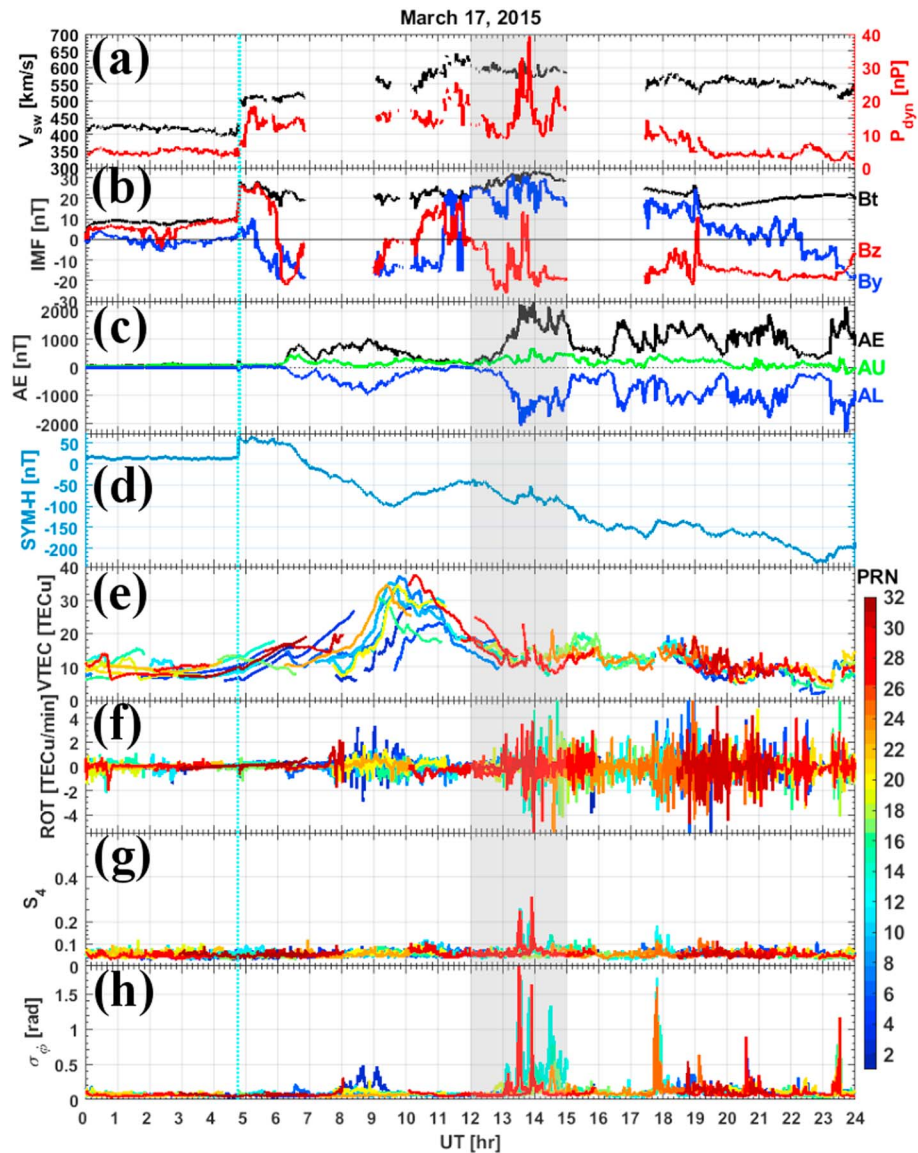 March 17, 2015
(a)
V_sw [km/s]
700
650
600
550
500
450
400
350
300
P_dyn [nP]
40
30
20
10
0
(b)
IMF [nT]
30
20
10
0
-10
-20
-30
Bt
Bz
By
(c)
AE [nT]
2000
1000
0
-1000
-2000
AE
AU
AL
(d)
SYM-H [nT]
50
0
-50
-100
-150
-200
(e)
VTEC [TECu]
40
30
20
10
0
(f)
ROT [TECu/min]
4
2
0
-2
-4
(g)
S_4
0.4
0.2
0.1
0
(h)
σ_ϕ [rad]
1.5
1
0.5
0
0 1 2 3 4 5 6 7 8 9 10 11 12 13 14 15 16 17 18 19 20 21 22 23 24
UT [hr]
PRN
32
30
28
26
24
22
20
18
16
14
12
10
8
6
4
2